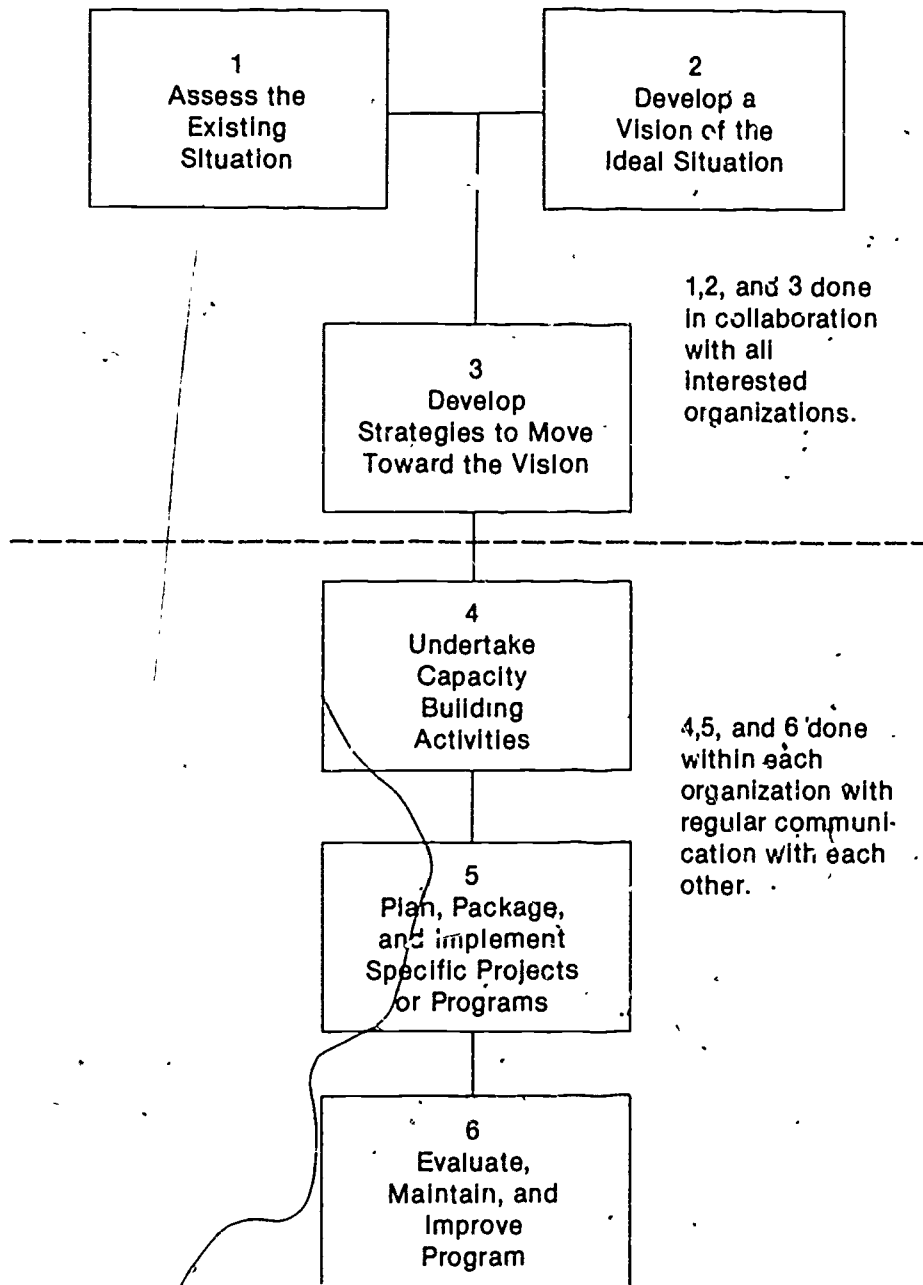 1
Assess the
Existing
Situation
2
Develop a
Vision of the
Ideal Situation
1,2, and 3 done
in collaboration
with all
interested
organizations.
3
Develop
Strategies to Move
Toward the Vision
4
Undertake
Capacity
Building
Activities
4,5, and 6 done
within each
organization with
regular communi-
cation with each
other.
5
Plan, Package,
and Implement
Specific Projects
or Programs
6
Evaluate,
Maintain, and
Improve
Program